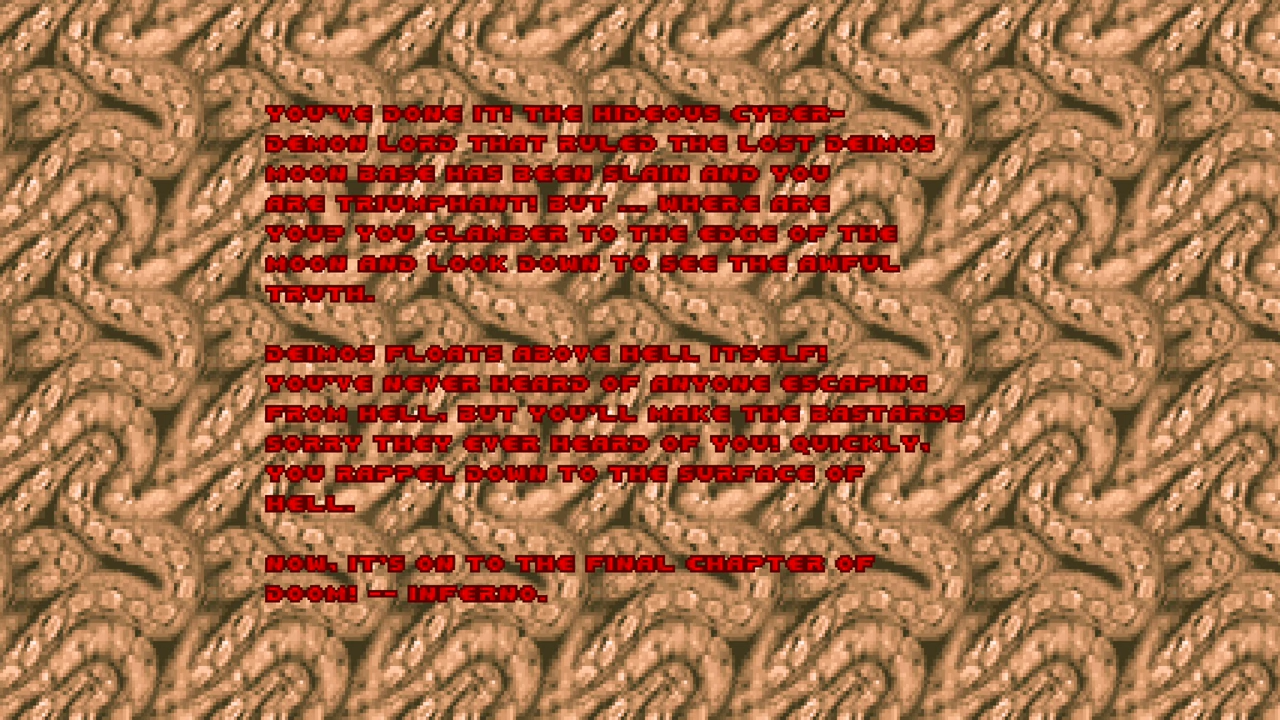 YOU'VE DONE IT! THE HIDEOUS CYBER-
DEMON LORD THAT RULED THE LOST DEIMOS
MOON BASE HAS BEEN SLAIN AND YOU
ARE TRIUMPHANT! BUT ... WHERE ARE
YOU? YOU CLAMBER TO THE EDGE OF THE
MOON AND LOOK DOWN TO SEE THE AWFUL
TRUTH.

DEIMOS FLOATS ABOVE HELL ITSELF!
YOU'VE NEVER HEARD OF ANYONE ESCAPING
FROM HELL, BUT YOU'LL MAKE THE BASTARDS
SORRY THEY EVER HEARD OF YOU! QUICKLY,
YOU RAPPEL DOWN TO THE SURFACE OF
HELL.

NOW, IT'S ON TO THE FINAL CHAPTER OF
DOOM! -- INFERNO.